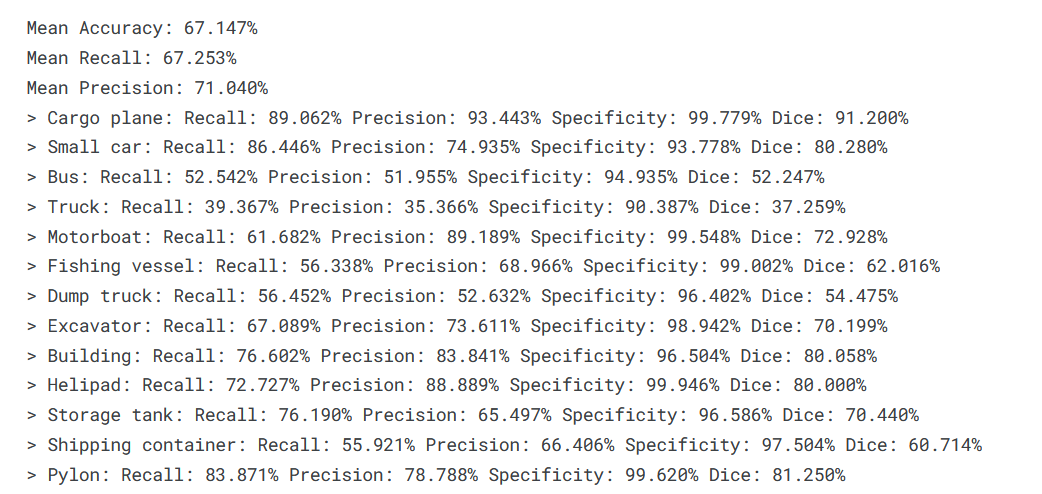 Mean Accuracy: 67.147%
Mean Recall: 67.253%
Mean Precision: 71.040%
> Cargo plane: Recall: 89.062% Precision: 93.443% Specificity: 99.779% Dice: 91.200%
> Small car: Recall: 86.446% Precision: 74.935% Specificity: 93.778% Dice: 80.280%
> Bus: Recall: 52.542% Precision: 51.955% Specificity: 94.935% Dice: 52.247%
> Truck: Recall: 39.367% Precision: 35.366% Specificity: 90.387% Dice: 37.259%
> Motorboat: Recall: 61.682% Precision: 89.189% Specificity: 99.548% Dice: 72.928%
> Fishing vessel: Recall: 56.338% Precision: 68.966% Specificity: 99.002% Dice: 62.016%
> Dump truck: Recall: 56.452% Precision: 52.632% Specificity: 96.402% Dice: 54.475%
> Excavator: Recall: 67.089% Precision: 73.611% Specificity: 98.942% Dice: 70.199%
> Building: Recall: 76.602% Precision: 83.841% Specificity: 96.504% Dice: 80.058%
> Helipad: Recall: 72.727% Precision: 88.889% Specificity: 99.946% Dice: 80.000%
> Storage tank: Recall: 76.190% Precision: 65.497% Specificity: 96.586% Dice: 70.440%
> Shipping container: Recall: 55.921% Precision: 66.406% Specificity: 97.504% Dice: 60.714%
> Pylon: Recall: 83.871% Precision: 78.788% Specificity: 99.620% Dice: 81.250%